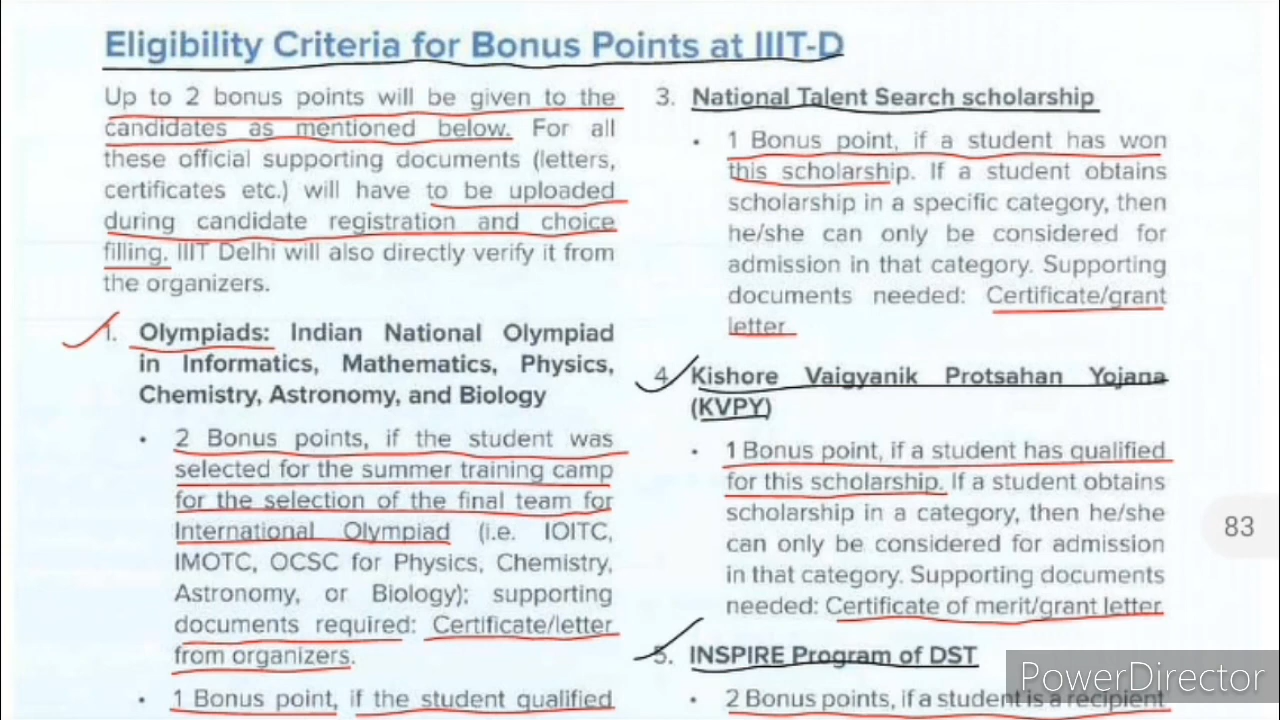 Eligibility Criteria for Bonus Points at IIIT-D
Up to 2 bonus points will be given to the
candidates as mentioned below. For all
these official supporting documents (letters,
certificates etc.) will have to be uploaded
during candidate registration and choice
filling. IIIT Delhi will also directly verify it from
the organizers.
1. Olympiads: Indian National Olympiad
in Informatics, Mathematics, Physics,
Chemistry, Astronomy, and Biology
• 2 Bonus points, if the student was
selected for the summer training camp
for the selection of the final team for
International Olympiad (i.e. IOITC,
IMOTC, OCSC for Physics, Chemistry,
Astronomy, or Biology); supporting
documents required: Certificate/letter
from organizers.
• 1 Bonus point, if the student qualified
3. National Talent Search scholarship
• 1 Bonus point, if a student has won
this scholarship. If a student obtains
scholarship in a specific category, then
he/she can only be considered for
admission in that category. Supporting
documents needed: Certificate/grant
letter
4. Kishore Vaigyanik Protsahan Yojana
(KVPY)
• 1 Bonus point, if a student has qualified
for this scholarship. If a student obtains
scholarship in a category, then he/she
can only be considered for admission
in that category. Supporting documents
needed: Certificate of merit/grant letter
5. INSPIRE Program of DST
• 2 Bonus points, if a student is a recipient
83
PowerDirector